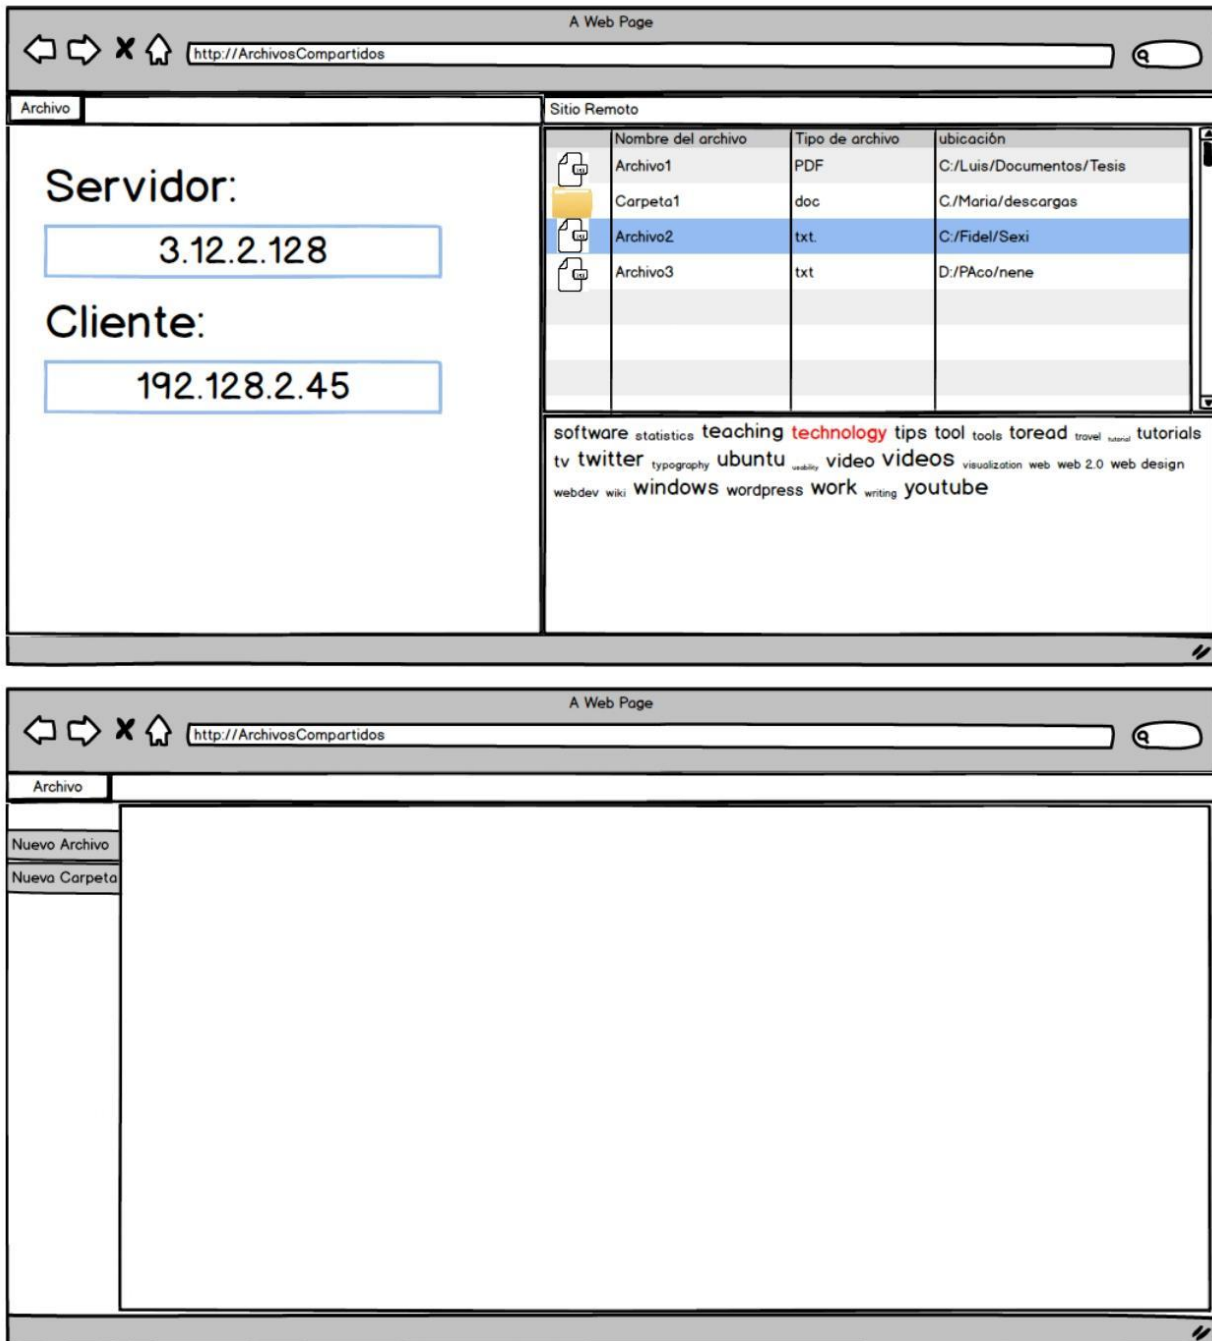 A Web Page
http://ArchivosCompartidos
Archivo
Servidor:
3.12.2.128
Cliente:
192.128.2.45
Sitio Remoto
Nombre del archivo Tipo de archivo ubicación
Archivo1 PDF C:/Luis/Documentos/Tesis
Carpeta1 doc C:/Maria/descargas
Archivo2 txt. C:/Fidel/Sexi
Archivo3 txt D:/PAco/nene
software statistics teaching technology tips tool tools toread travel tutorial tutorials
tv twitter typography ubuntu usability video videos visualization web web 2.0 web design
webdev wiki windows wordpress work writing youtube
A Web Page
http://ArchivosCompartidos
Archivo
Nuevo Archivo
Nueva Carpeta